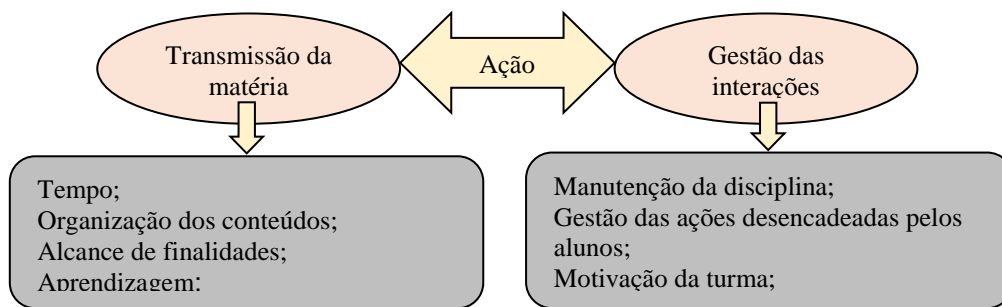 Transmissão da
matéria
Ação
Gestão das
interações
Tempo;
Organização dos conteúdos;
Alcance de finalidades;
Aprendizagem;
Manutenção da disciplina;
Gestão das ações desencadeadas pelos
alunos;
Motivação da turma;